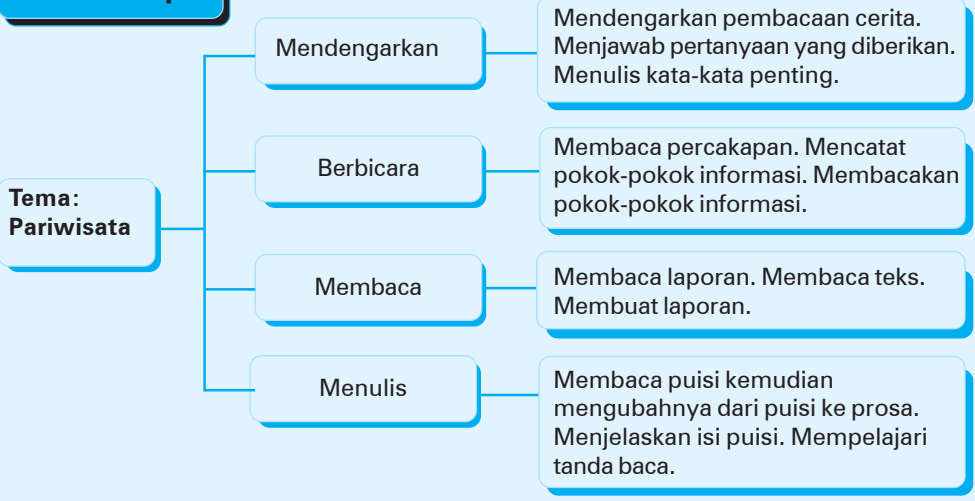 Tema:
Pariwisata
Mendengarkan
Mendengarkan pembacaan cerita.
Menjawab pertanyaan yang diberikan.
Menulis kata-kata penting.
Berbicara
Membaca percakapan. Mencatat
pokok-pokok informasi. Membacakan
pokok-pokok informasi.
Membaca
Membaca laporan. Membaca teks.
Membuat laporan.
Menulis
Membaca puisi kemudian
mengubahnya dari puisi ke prosa.
Menjelaskan isi puisi. Mempelajari
tanda baca.